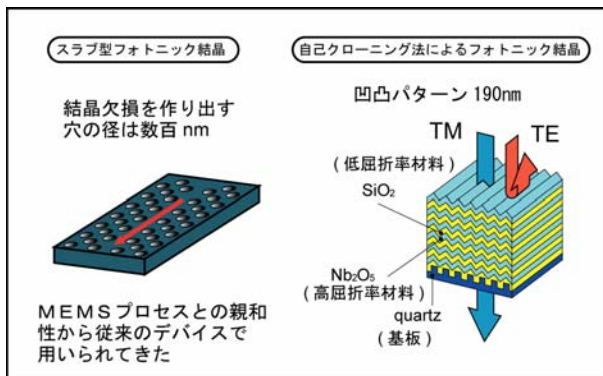 スラブ型フォトニック結晶
結晶欠損を作り出す
穴の径は数百 nm
ＭＥＭＳプロセスとの親和
性から従来のデバイスで
用いられてきた
自己クローニング法によるフォトニック結晶
凹凸パターン 190nm
TM
TE
(低屈折率材料)
SiO₂
Nb₂O₅
(高屈折率材料)
quartz
(基板)